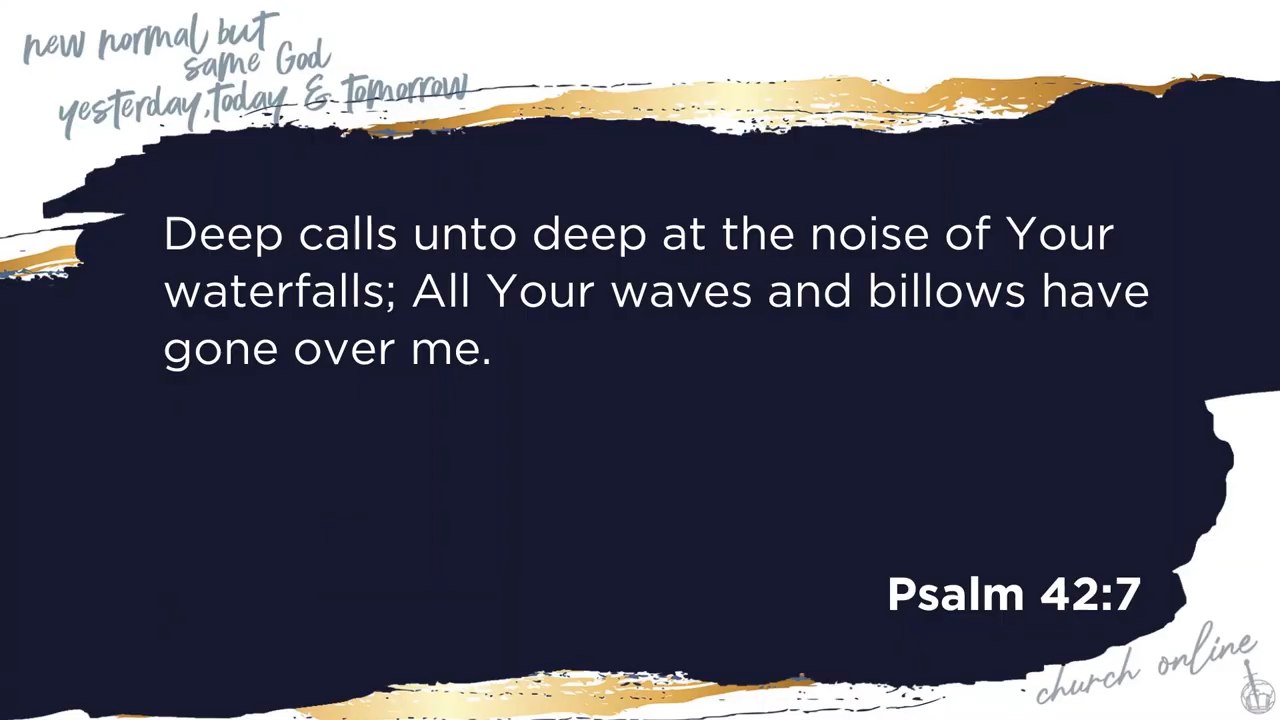 new normal but
same God
yesterday, today & tomorrow
Deep calls unto deep at the noise of Your
waterfalls; All Your waves and billows have
gone over me.
Psalm 42:7
church online